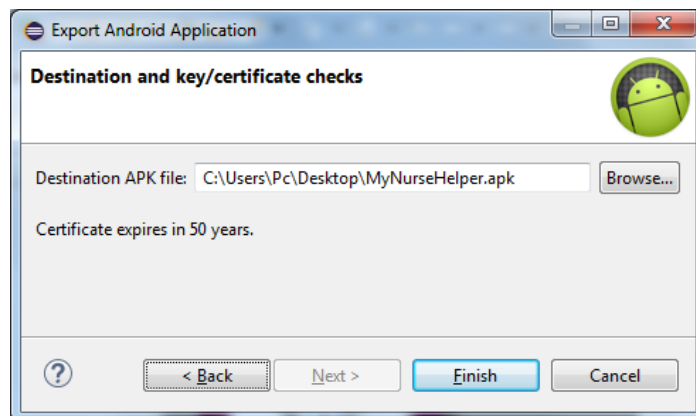 Export Android Application
Destination and key/certificate checks
Destination APK file: C:\Users\Pc\Desktop\MyNurseHelper.apk Browse...
Certificate expires in 50 years.
? < Back Next > Finish Cancel